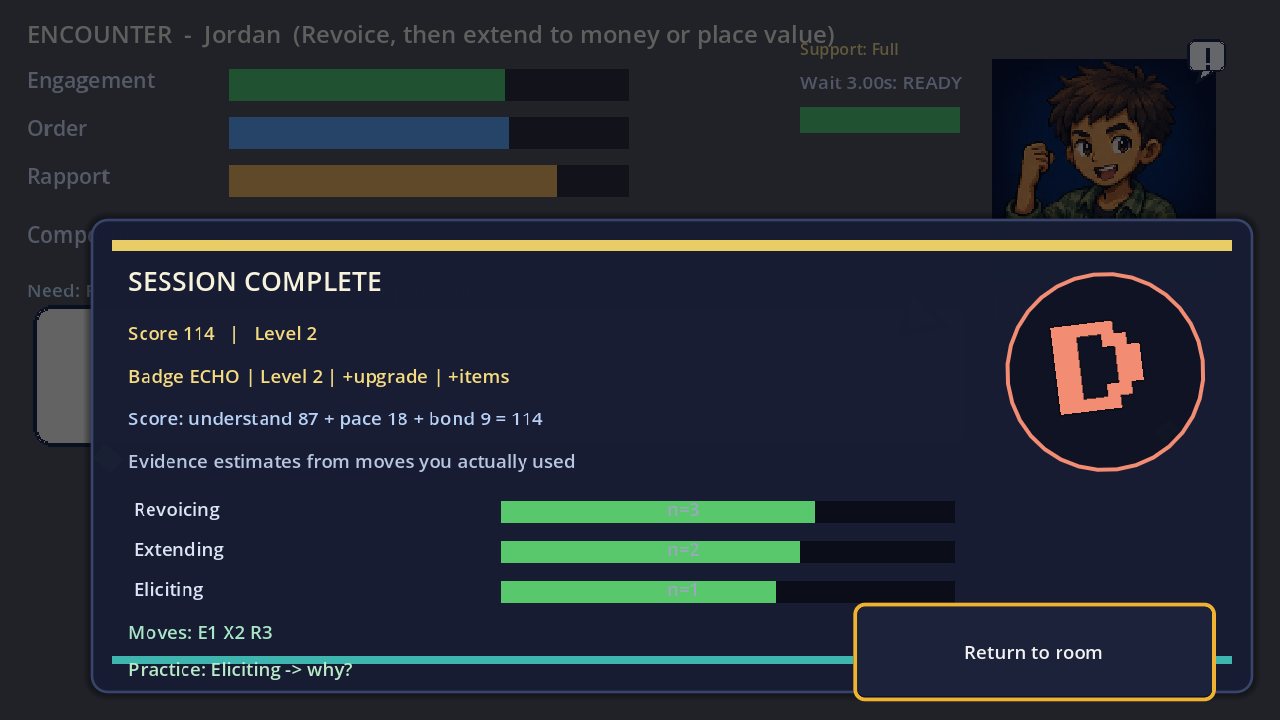 ENCOUNTER - Jordan (Revoice, then extend to money or place value)
Support: Full
Engagement
Wait 3.00s: READY
!
Order
Rapport
Need:
SESSION COMPLETE
Score 114 | Level 2
Badge ECHO | Level 2 | +upgrade | +items
Score: understand 87 + pace 18 + bond 9 = 114
D
Evidence estimates from moves you actually used
Revoicing n=3
Extending n=2
Eliciting n=1
Moves: E1 X2 R3
Practice: Eliciting -> why?
Return to room